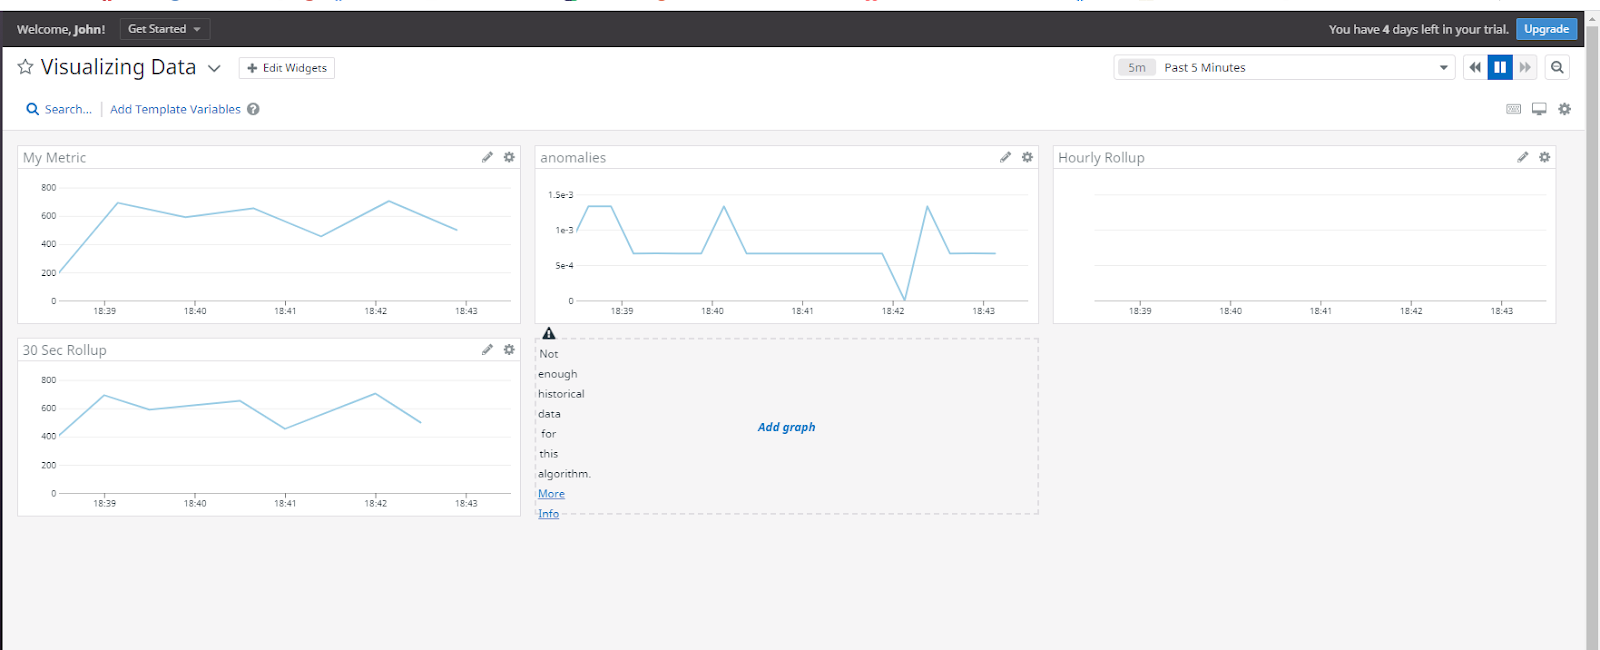 Welcome, John!
Get Started
You have 4 days left in your trial.
Upgrade
Visualizing Data
+ Edit Widgets
5m Past 5 Minutes
Search...
Add Template Variables ?
My Metric
800
600
400
200
0
18:39 18:40 18:41 18:42 18:43
anomalies
1.5e-3
1e-3
5e-4
0
18:39 18:40 18:41 18:42 18:43
Hourly Rollup
18:39 18:40 18:41 18:42 18:43
30 Sec Rollup
800
600
400
200
0
18:39 18:40 18:41 18:42 18:43
Not
enough
historical
data
for
this
algorithm.
More
Info
Add graph